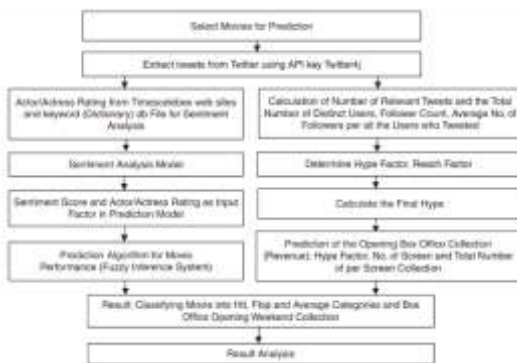 Select Movies for Prediction
Extract tweets from Twitter using API key Twitter4j
Actor/Actress Rating from Timescelebex web sites
and keyword (Dictionary) db File for Sentiment
Analysis
Calculation of Number of Relevant Tweets and the Total
Number of Distinct Users, Follower Count, Average No. of
Followers per all the Users who Tweeted
Sentiment Analysis Model
Determine Hype Factor, Reach Factor
Sentiment Score and Actor/Actress Rating as Input
Factor in Prediction Model
Calculate the Final Hype
Prediction Algorithm for Movie
Performance (Fuzzy Inference System)
Prediction of the Opening Box Office Collection
(Revenue), Hype Factor, No. of Screen and Total Number
of per Screen Collection
Result, Classifying Movie into Hit, Flop and Average Categories and Box
Office Opening Weekend Collection
Result Analysis